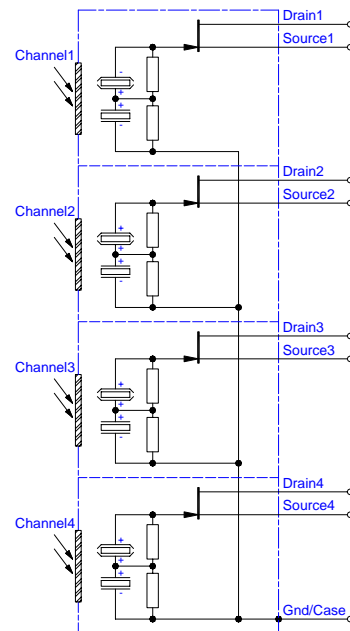 Drain1
Source1
Channel1
Drain2
Source2
Channel2
Drain3
Source3
Channel3
Drain4
Source4
Channel4
Gnd/Case